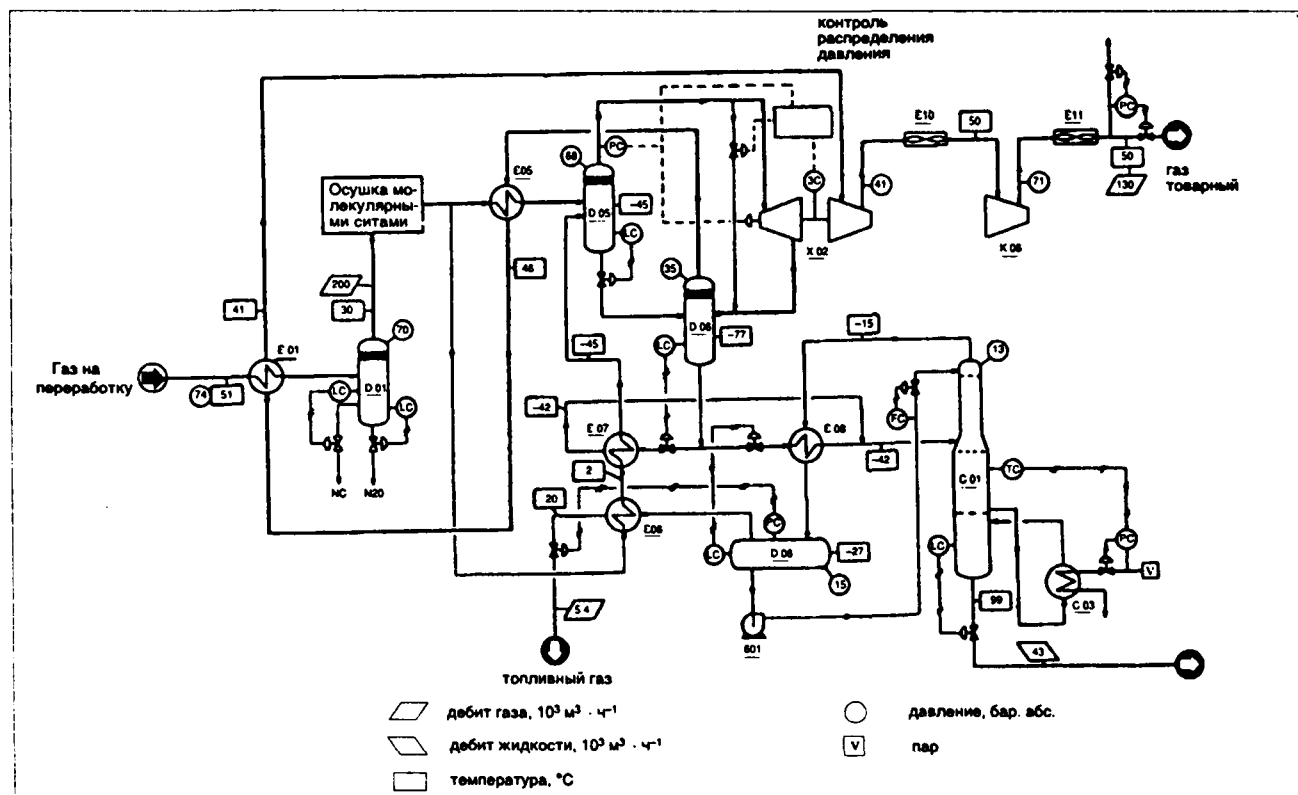 контроль
распределения
давления
E10
50
E11
PC
50
130
газ
товарный
68
PC
E05
Осушка мо-
лекулярны-
ми ситами
D 05
-45
LC
3C
41
71
X 02
K 06
200
30
46
35
D 06
-77
LC
41
E 01
70
Газ на
переработку
74
51
D 01
LC
LC
NC
N20
-45
-42
E 07
2
20
E06
-15
13
FC
E 08
-42
C 01
TC
PC
LC
D 08
-27
15
LC
PC
V
C 03
99
5 4
601
43
топливный газ
дебит газа, 10³ м³ · ч⁻¹
дебит жидкости, 10³ м³ · ч⁻¹
температура, °C
давление, бар. абс.
V
пар